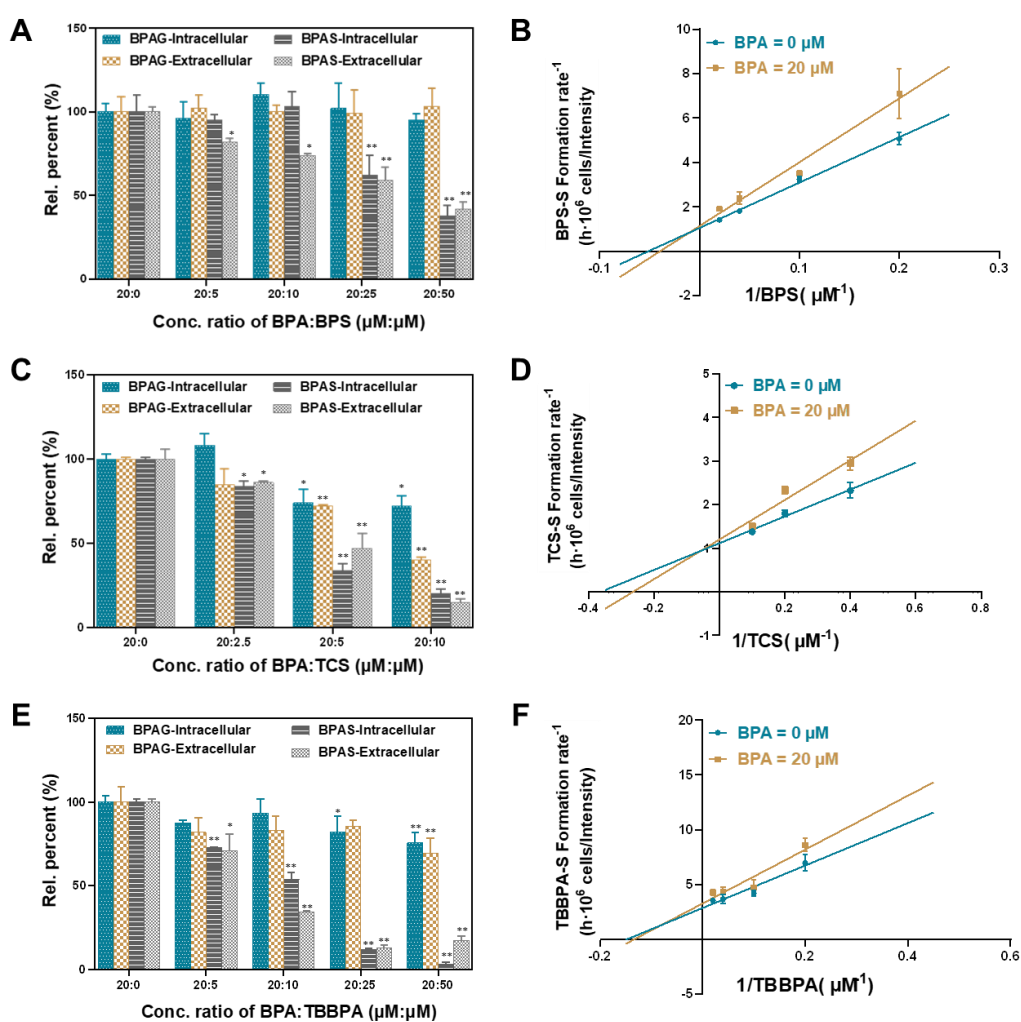 A
BPAG-Intracellular
BPAS-Intracellular
BPAG-Extracellular
BPAS-Extracellular
Rel. percent (%)
150
100
50
0
*
*
**
**
**
**
20:0
20:5
20:10
20:25
20:50
Conc. ratio of BPA:BPS (μM:μM)
B
BPA = 0 μM
BPA = 20 μM
BPS-S Formation rate⁻¹
(h·10⁶ cells/Intensity)
10
8
6
4
2
-2
-0.1
0.1
0.2
0.3
1/BPS( μM⁻¹)
C
BPAG-Intracellular
BPAS-Intracellular
BPAG-Extracellular
BPAS-Extracellular
Rel. percent (%)
150
100
50
0
*
*
*
**
**
**
*
**
**
**
20:0
20:2.5
20:5
20:10
Conc. ratio of BPA:TCS (μM:μM)
D
BPA = 0 μM
BPA = 20 μM
TCS-S Formation rate⁻¹
(h·10⁶ cells/Intensity)
5
4
3
2
1
-1
-0.4
-0.2
0.2
0.4
0.6
0.8
1/TCS( μM⁻¹)
E
BPAG-Intracellular
BPAS-Intracellular
BPAG-Extracellular
BPAS-Extracellular
Rel. percent (%)
150
100
50
0
**
*
**
**
*
**
**
**
**
**
**
20:0
20:5
20:10
20:25
20:50
Conc. ratio of BPA:TBBPA (μM:μM)
F
BPA = 0 μM
BPA = 20 μM
TBBPA-S Formation rate⁻¹
(h·10⁶ cells/Intensity)
20
15
10
5
-5
-0.2
0.2
0.4
0.6
1/TBBPA( μM⁻¹)